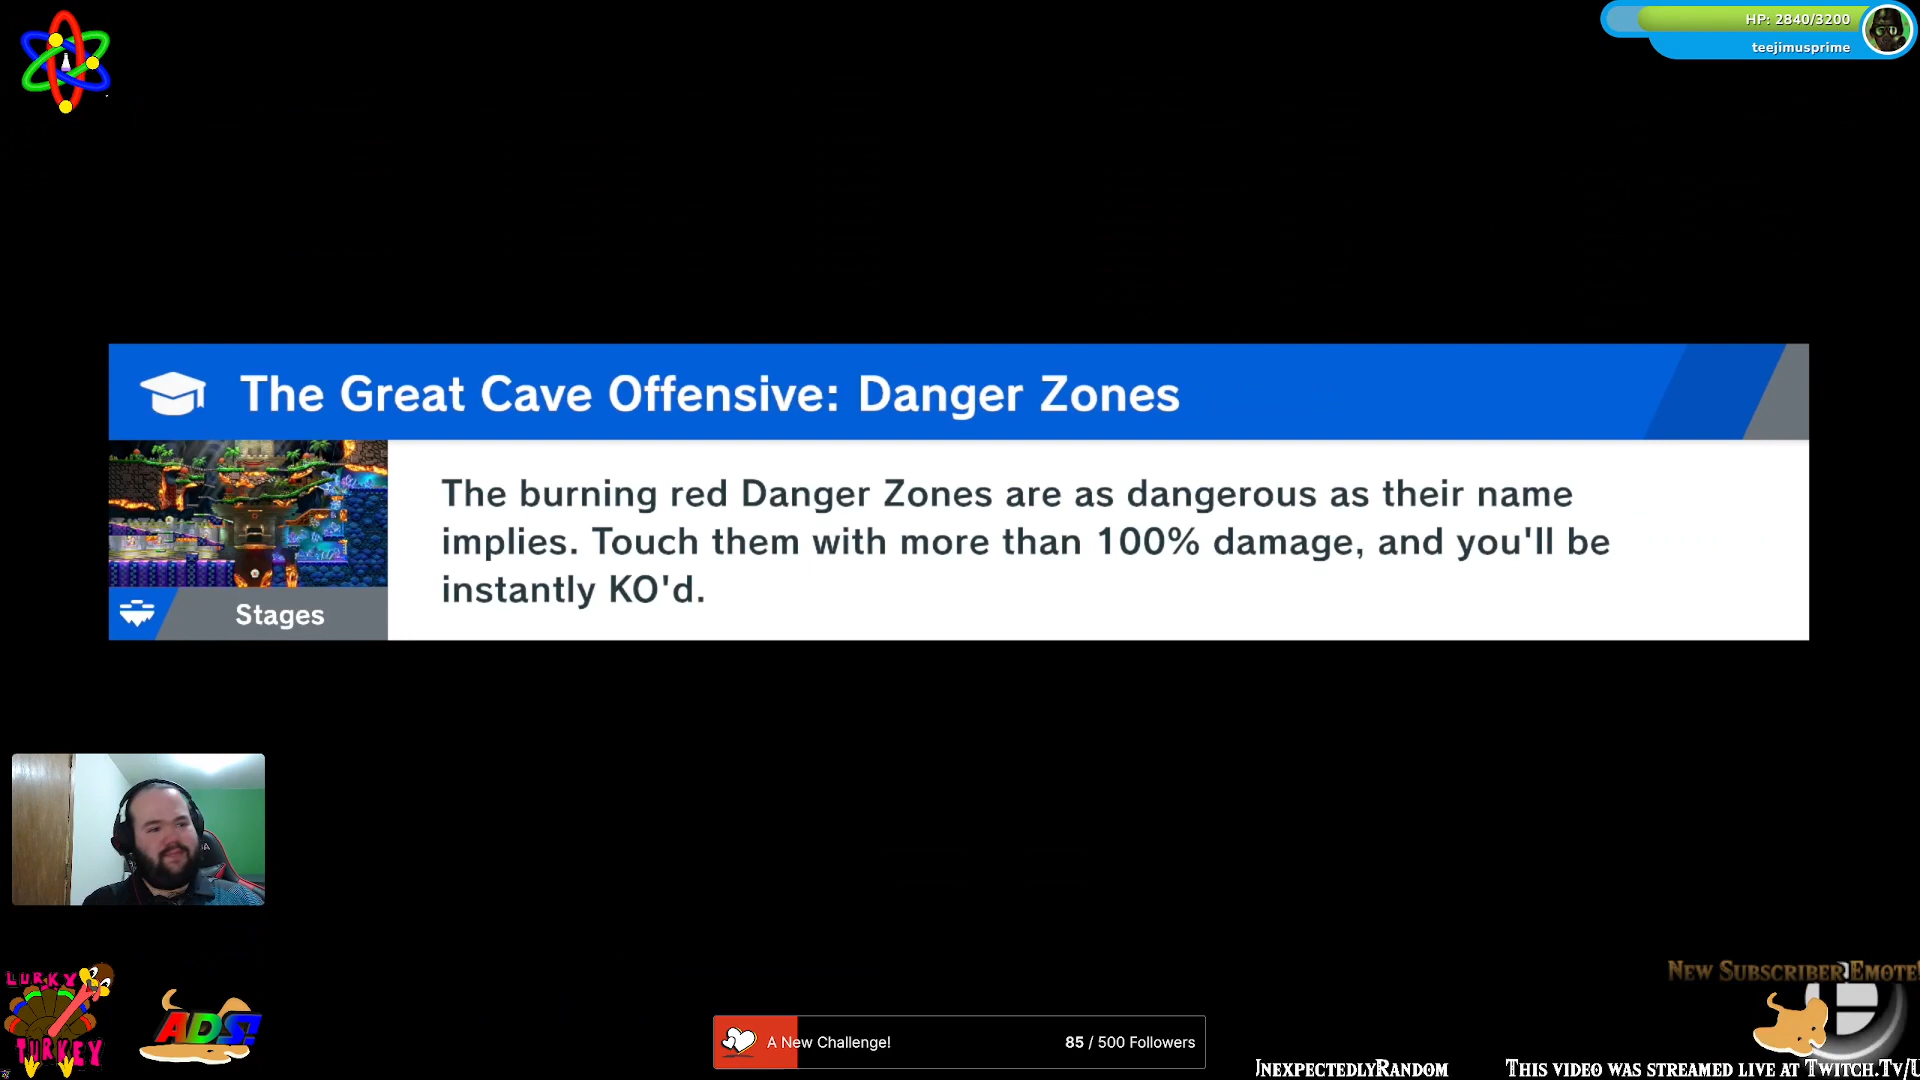 HP: 2840/3200
teejimusprime
The Great Cave Offensive: Danger Zones
The burning red Danger Zones are as dangerous as their name
implies. Touch them with more than 100% damage, and you'll be
instantly KO'd.
Stages
LURKY
TURKEY
ADS!
A New Challenge!
85 / 500 Followers
New Subscriber Emote
InexpectedlyRandom
This video was streamed live at Twitch.Tv/U